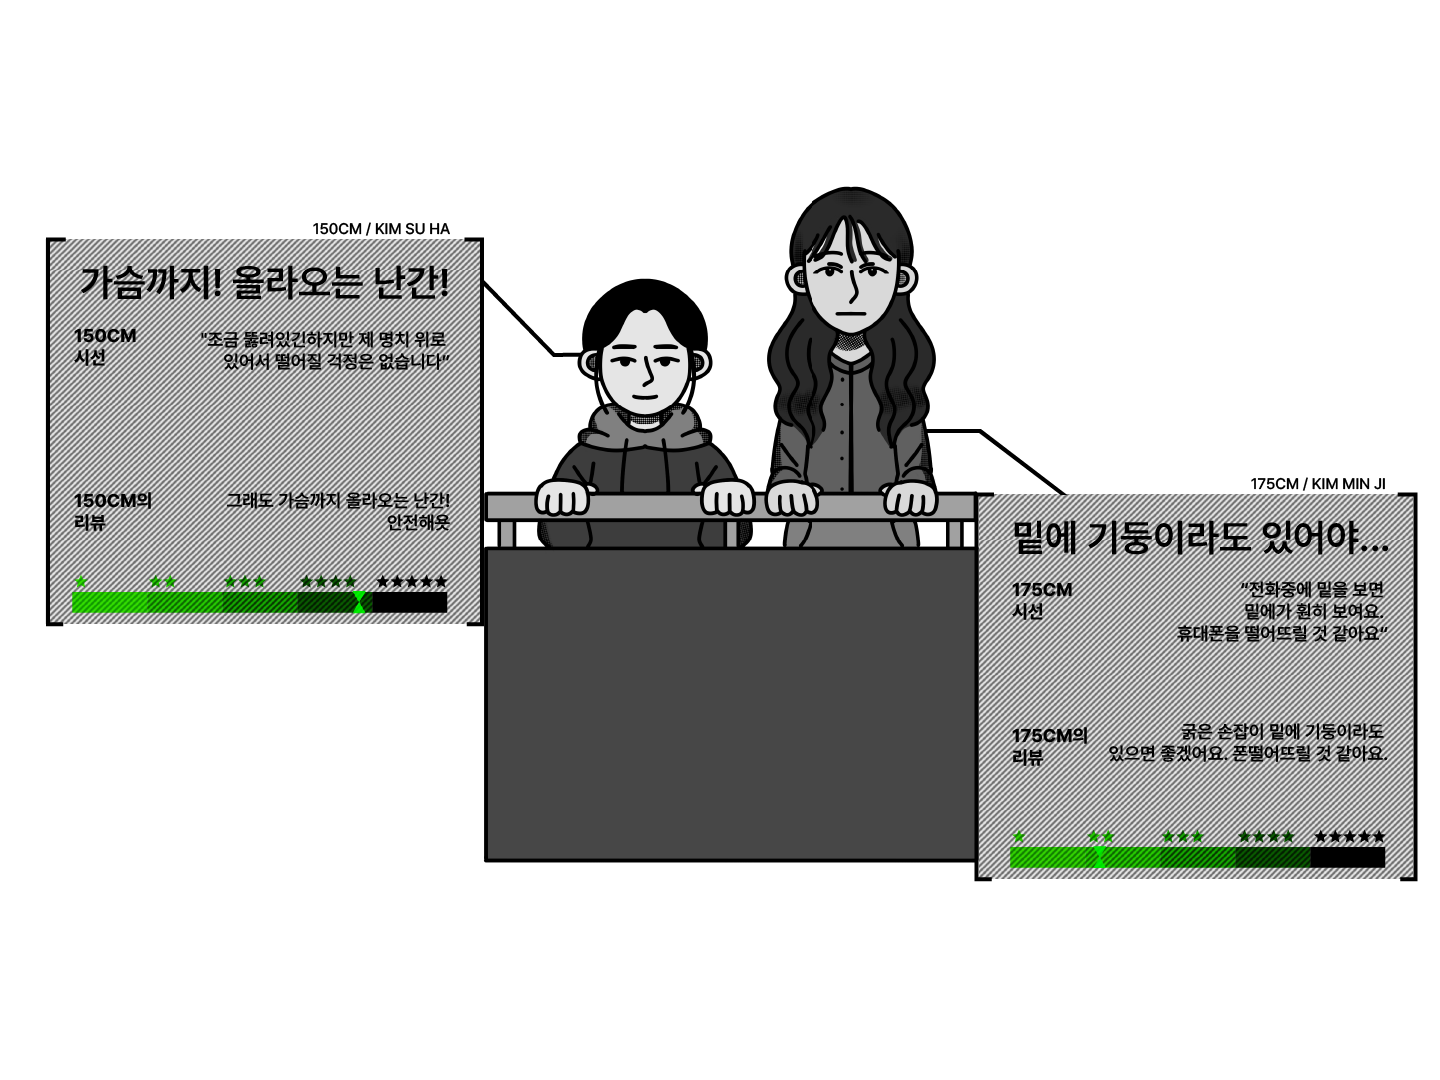 150CM / KIM SU HA
가슴까지! 올라오는 난간!
150CM
시선
"조금 뚫려있긴하지만 제 명치 위로
있어서 떨어질 걱정은 없습니다"
150CM의
리뷰
그래도 가슴까지 올라오는 난간!
안전해욧
★
★★
★★★
★★★★
★★★★★
175CM / KIM MIN JI
밑에 기둥이라도 있어야...
175CM
시선
"전화중에 밑을 보면
밑에가 훤히 보여요.
휴대폰을 떨어뜨릴 것 같아요"
175CM의
리뷰
굵은 손잡이 밑에 기둥이라도
있으면 좋겠어요. 폰떨어뜨릴 것 같아요.
★
★★
★★★
★★★★
★★★★★